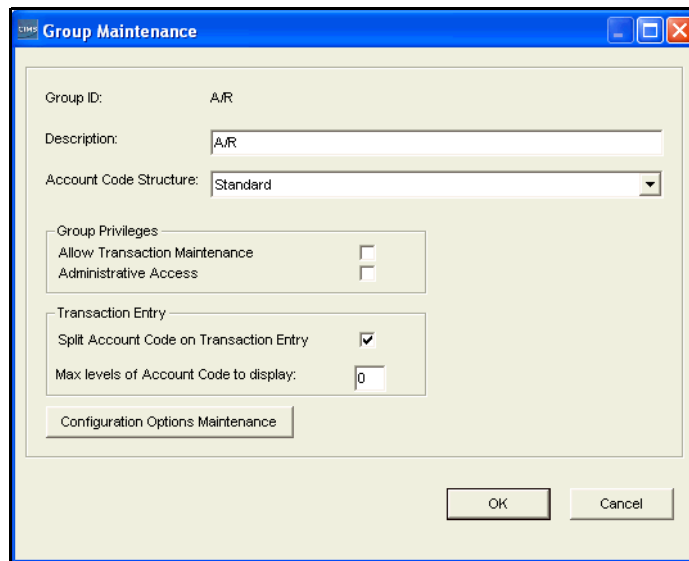 CIMS Group Maintenance
Group ID: A/R
Description: A/R
Account Code Structure: Standard
Group Privileges
Allow Transaction Maintenance
Administrative Access
Transaction Entry
Split Account Code on Transaction Entry
Max levels of Account Code to display: 0
Configuration Options Maintenance
OK Cancel